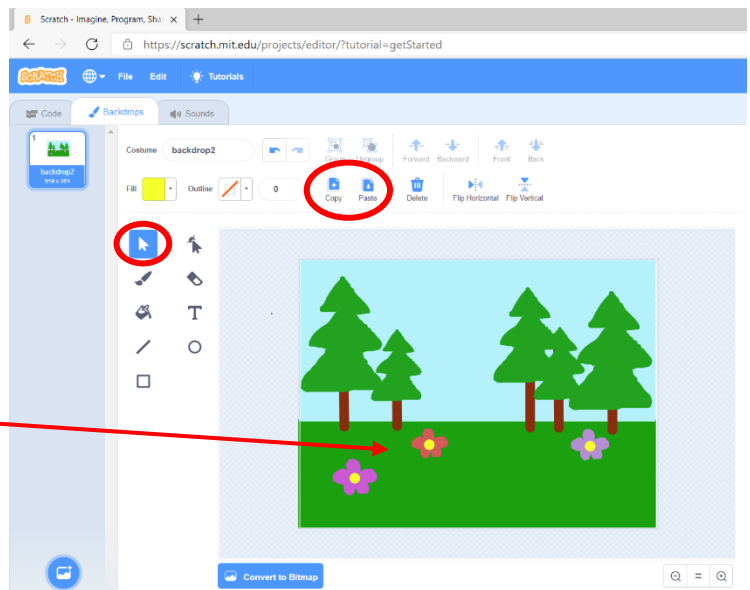 Scratch - Imagine, Program, Shar
https://scratch.mit.edu/projects/editor/?tutorial=getStarted
SCRATCH File Edit Tutorials
Code Backdrops Sounds
1
backdrop2
Costume backdrop2 Group Ungroup Forward Backward Front Back
Fill Outline 0 Copy Paste Delete Flip Horizontal Flip Vertical
T
Convert to Bitmap